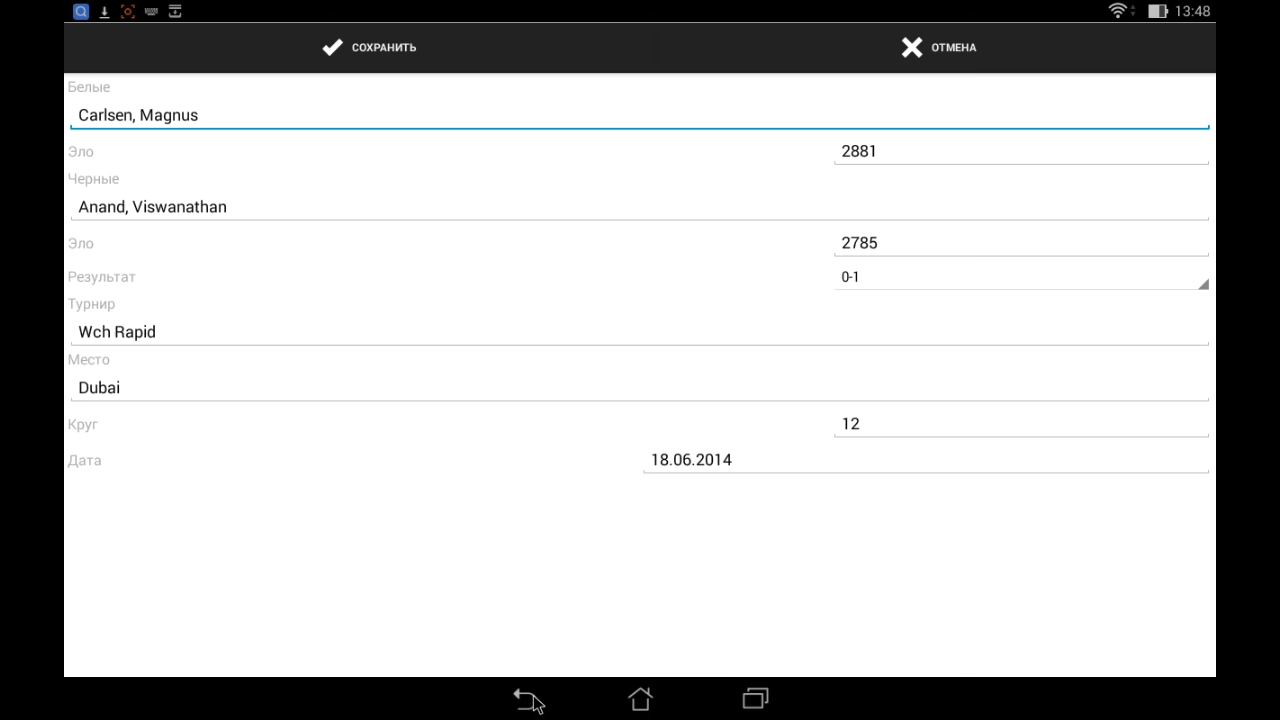 13:48
СОХРАНИТЬ
ОТМЕНА
Белые
Carlsen, Magnus
Эло
2881
Черные
Anand, Viswanathan
Эло
2785
Результат
0-1
Турнир
Wch Rapid
Место
Dubai
Круг
12
Дата
18.06.2014